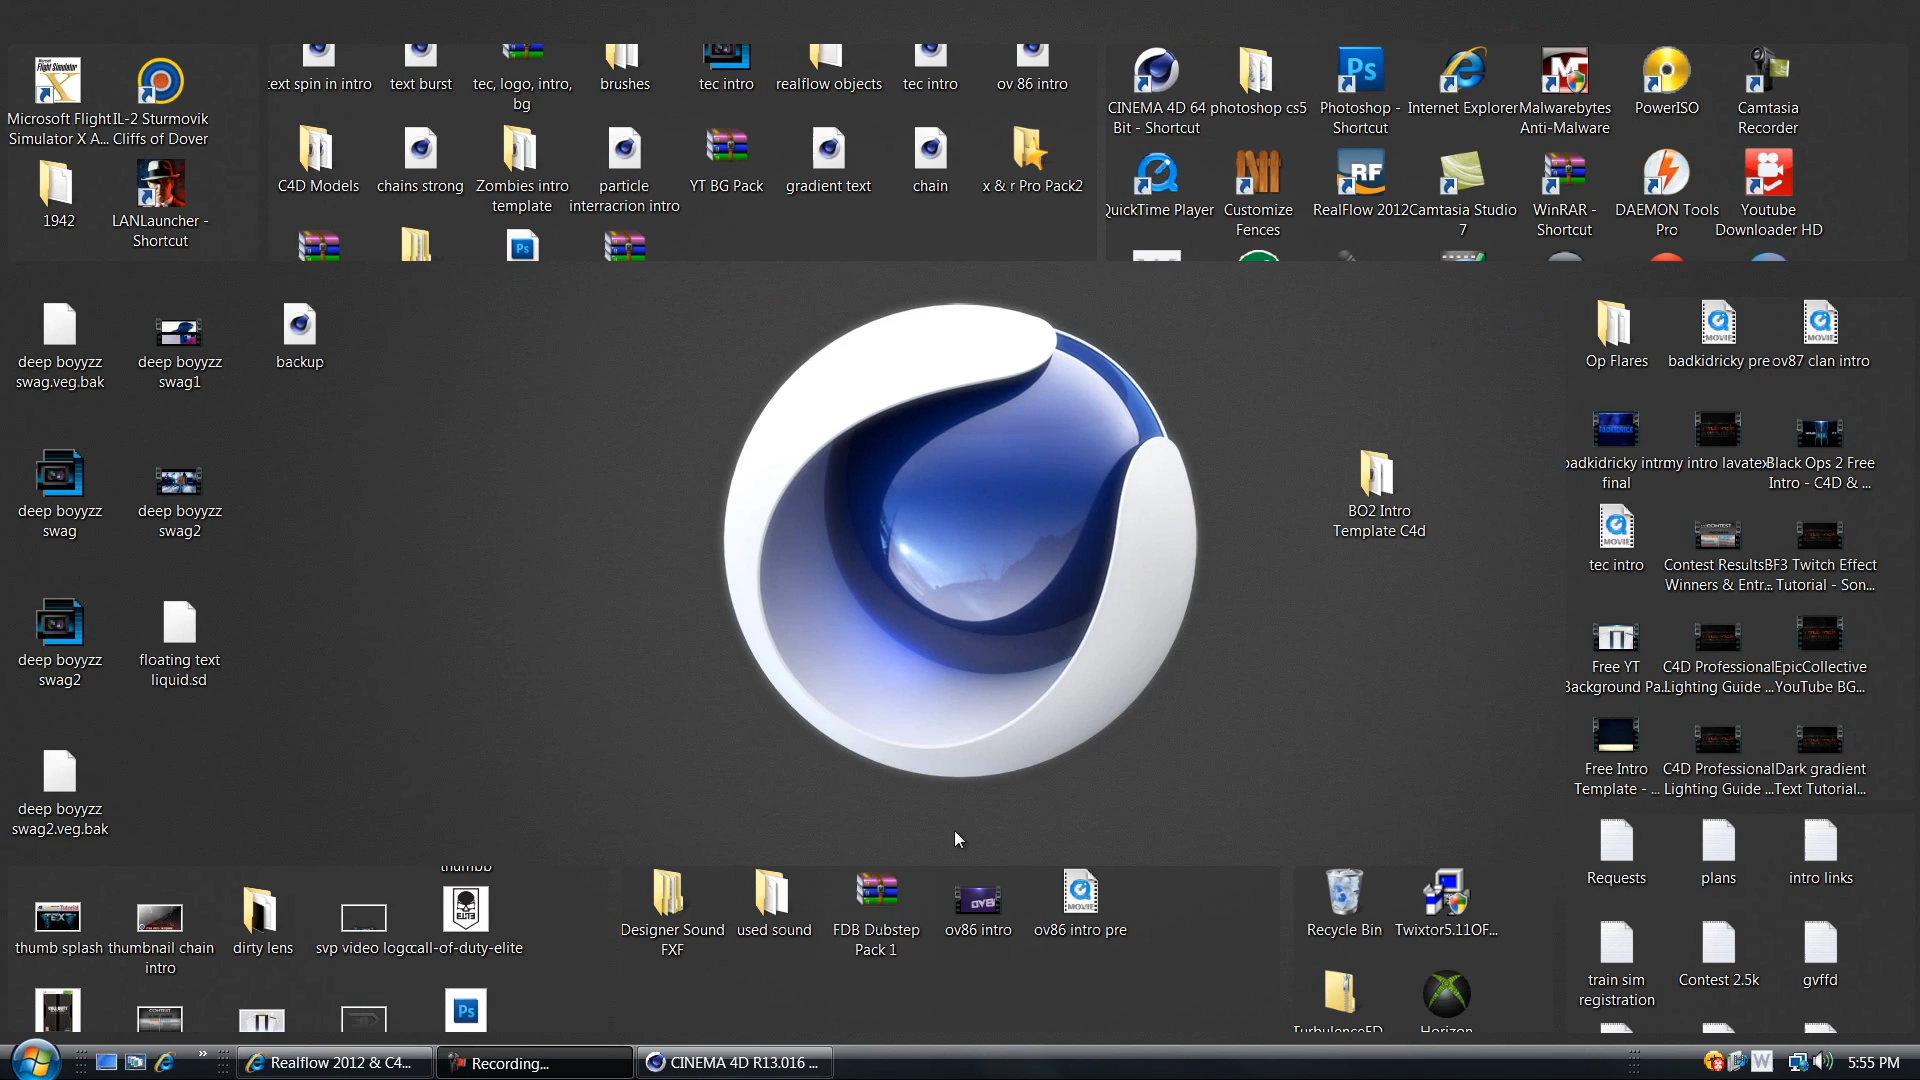 Microsoft Flight
Simulator X A...
IL-2 Sturmovik
Cliffs of Dover
1942
LANLauncher -
Shortcut
text spin in intro
text burst
tec, logo, intro,
bg
brushes
tec intro
realflow objects
tec intro
ov 86 intro
C4D Models
chains strong
Zombies intro
template
particle
interracrion intro
YT BG Pack
gradient text
chain
x & r Pro Pack2
CINEMA 4D 64
Bit - Shortcut
photoshop cs5
Photoshop -
Shortcut
Internet Explorer
Malwarebytes
Anti-Malware
PowerISO
Camtasia
Recorder
QuickTime Player
Customize
Fences
RealFlow 2012
Camtasia Studio
7
WinRAR -
Shortcut
DAEMON Tools
Pro
Youtube
Downloader HD
deep boyyzz
swag.veg.bak
deep boyyzz
swag1
backup
deep boyyzz
swag
deep boyyzz
swag2
deep boyyzz
swag2
floating text
liquid.sd
deep boyyzz
swag2.veg.bak
BO2 Intro
Template C4d
Op Flares
badkidricky pre
ov87 clan intro
badkidricky intro
final
my intro lavatex
Black Ops 2 Free
Intro - C4D & ...
tec intro
Contest Results
Winners & Entr...
BF3 Twitch Effect
Tutorial - Son...
Free YT
Background Pa...
C4D Professional
Lighting Guide ...
EpicCollective
YouTube BG...
Free Intro
Template - ...
C4D Professional
Lighting Guide ...
Dark gradient
Text Tutorial...
Requests
plans
intro links
train sim
registration
Contest 2.5k
gvffd
thumbb
thumb splash
thumbnail chain
intro
dirty lens
svp video logo
call-of-duty-elite
Designer Sound
FXF
used sound
FDB Dubstep
Pack 1
ov86 intro
ov86 intro pre
Recycle Bin
Twixtor5.11OF...
TurbulenceFD
Horizon
Realflow 2012 & C4...
Recording...
CINEMA 4D R13.016 ...
5:55 PM